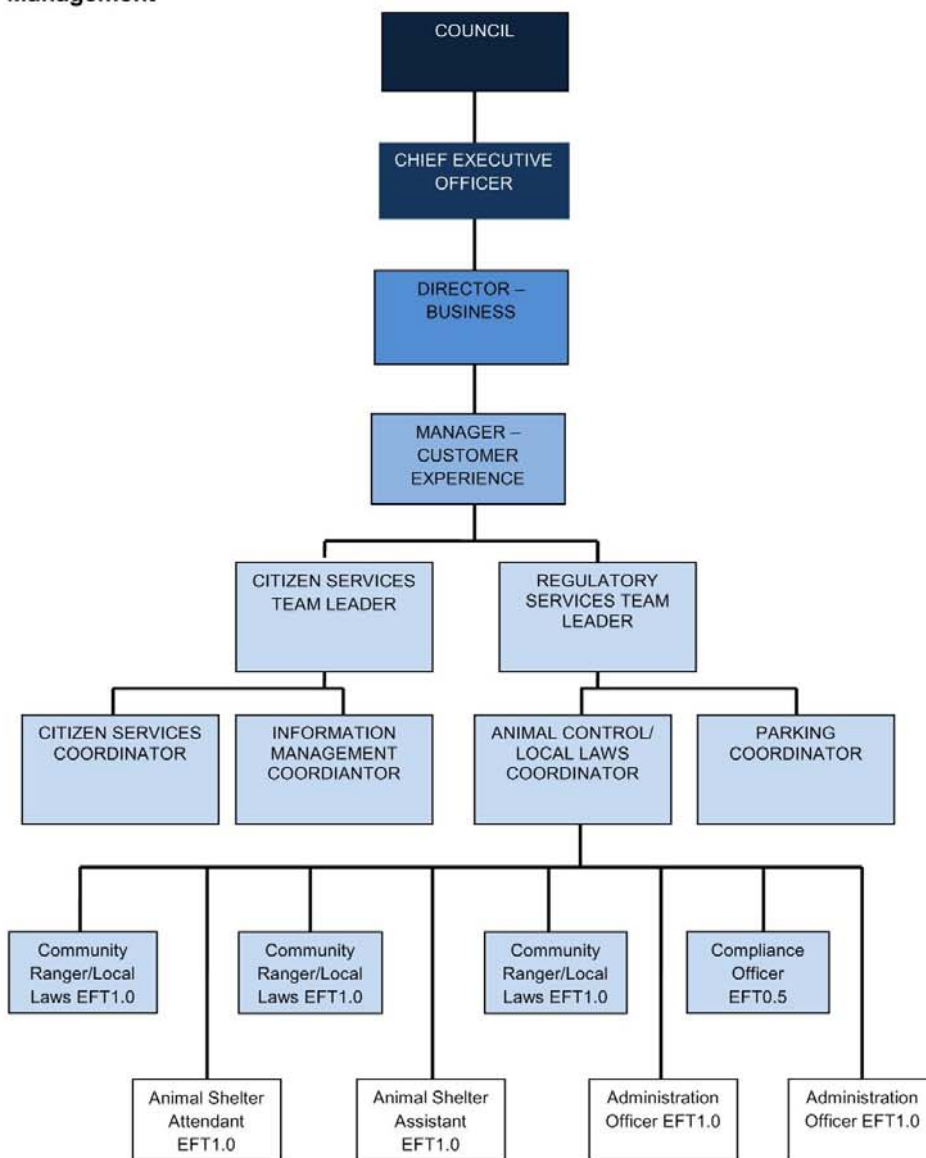 Management
COUNCIL
CHIEF EXECUTIVE
OFFICER
DIRECTOR –
BUSINESS
MANAGER –
CUSTOMER
EXPERIENCE
CITIZEN SERVICES
TEAM LEADER
REGULATORY
SERVICES TEAM
LEADER
CITIZEN SERVICES
COORDINATOR
INFORMATION
MANAGEMENT
COORDIANTOR
ANIMAL CONTROL/
LOCAL LAWS
COORDINATOR
PARKING
COORDINATOR
Community
Ranger/Local
Laws EFT1.0
Community
Ranger/Local
Laws EFT1.0
Community
Ranger/Local
Laws EFT1.0
Compliance
Officer
EFT0.5
Animal Shelter
Attendant
EFT1.0
Animal Shelter
Assistant
EFT1.0
Administration
Officer EFT1.0
Administration
Officer EFT1.0